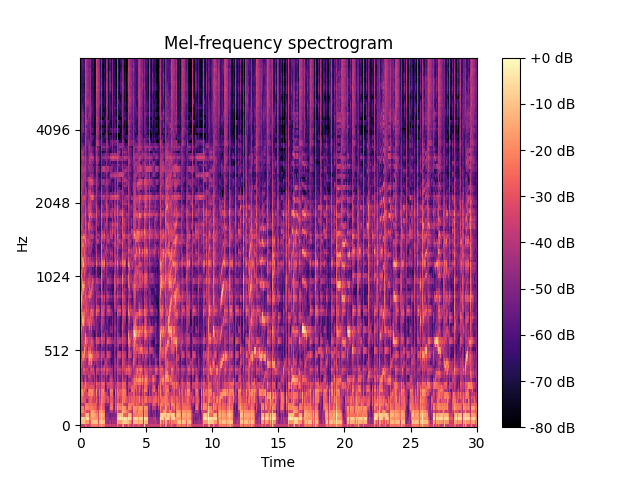 Mel-frequency spectrogram
Hz
4096
2048
1024
512
0
0 5 10 15 20 25 30
Time
+0 dB
-10 dB
-20 dB
-30 dB
-40 dB
-50 dB
-60 dB
-70 dB
-80 dB